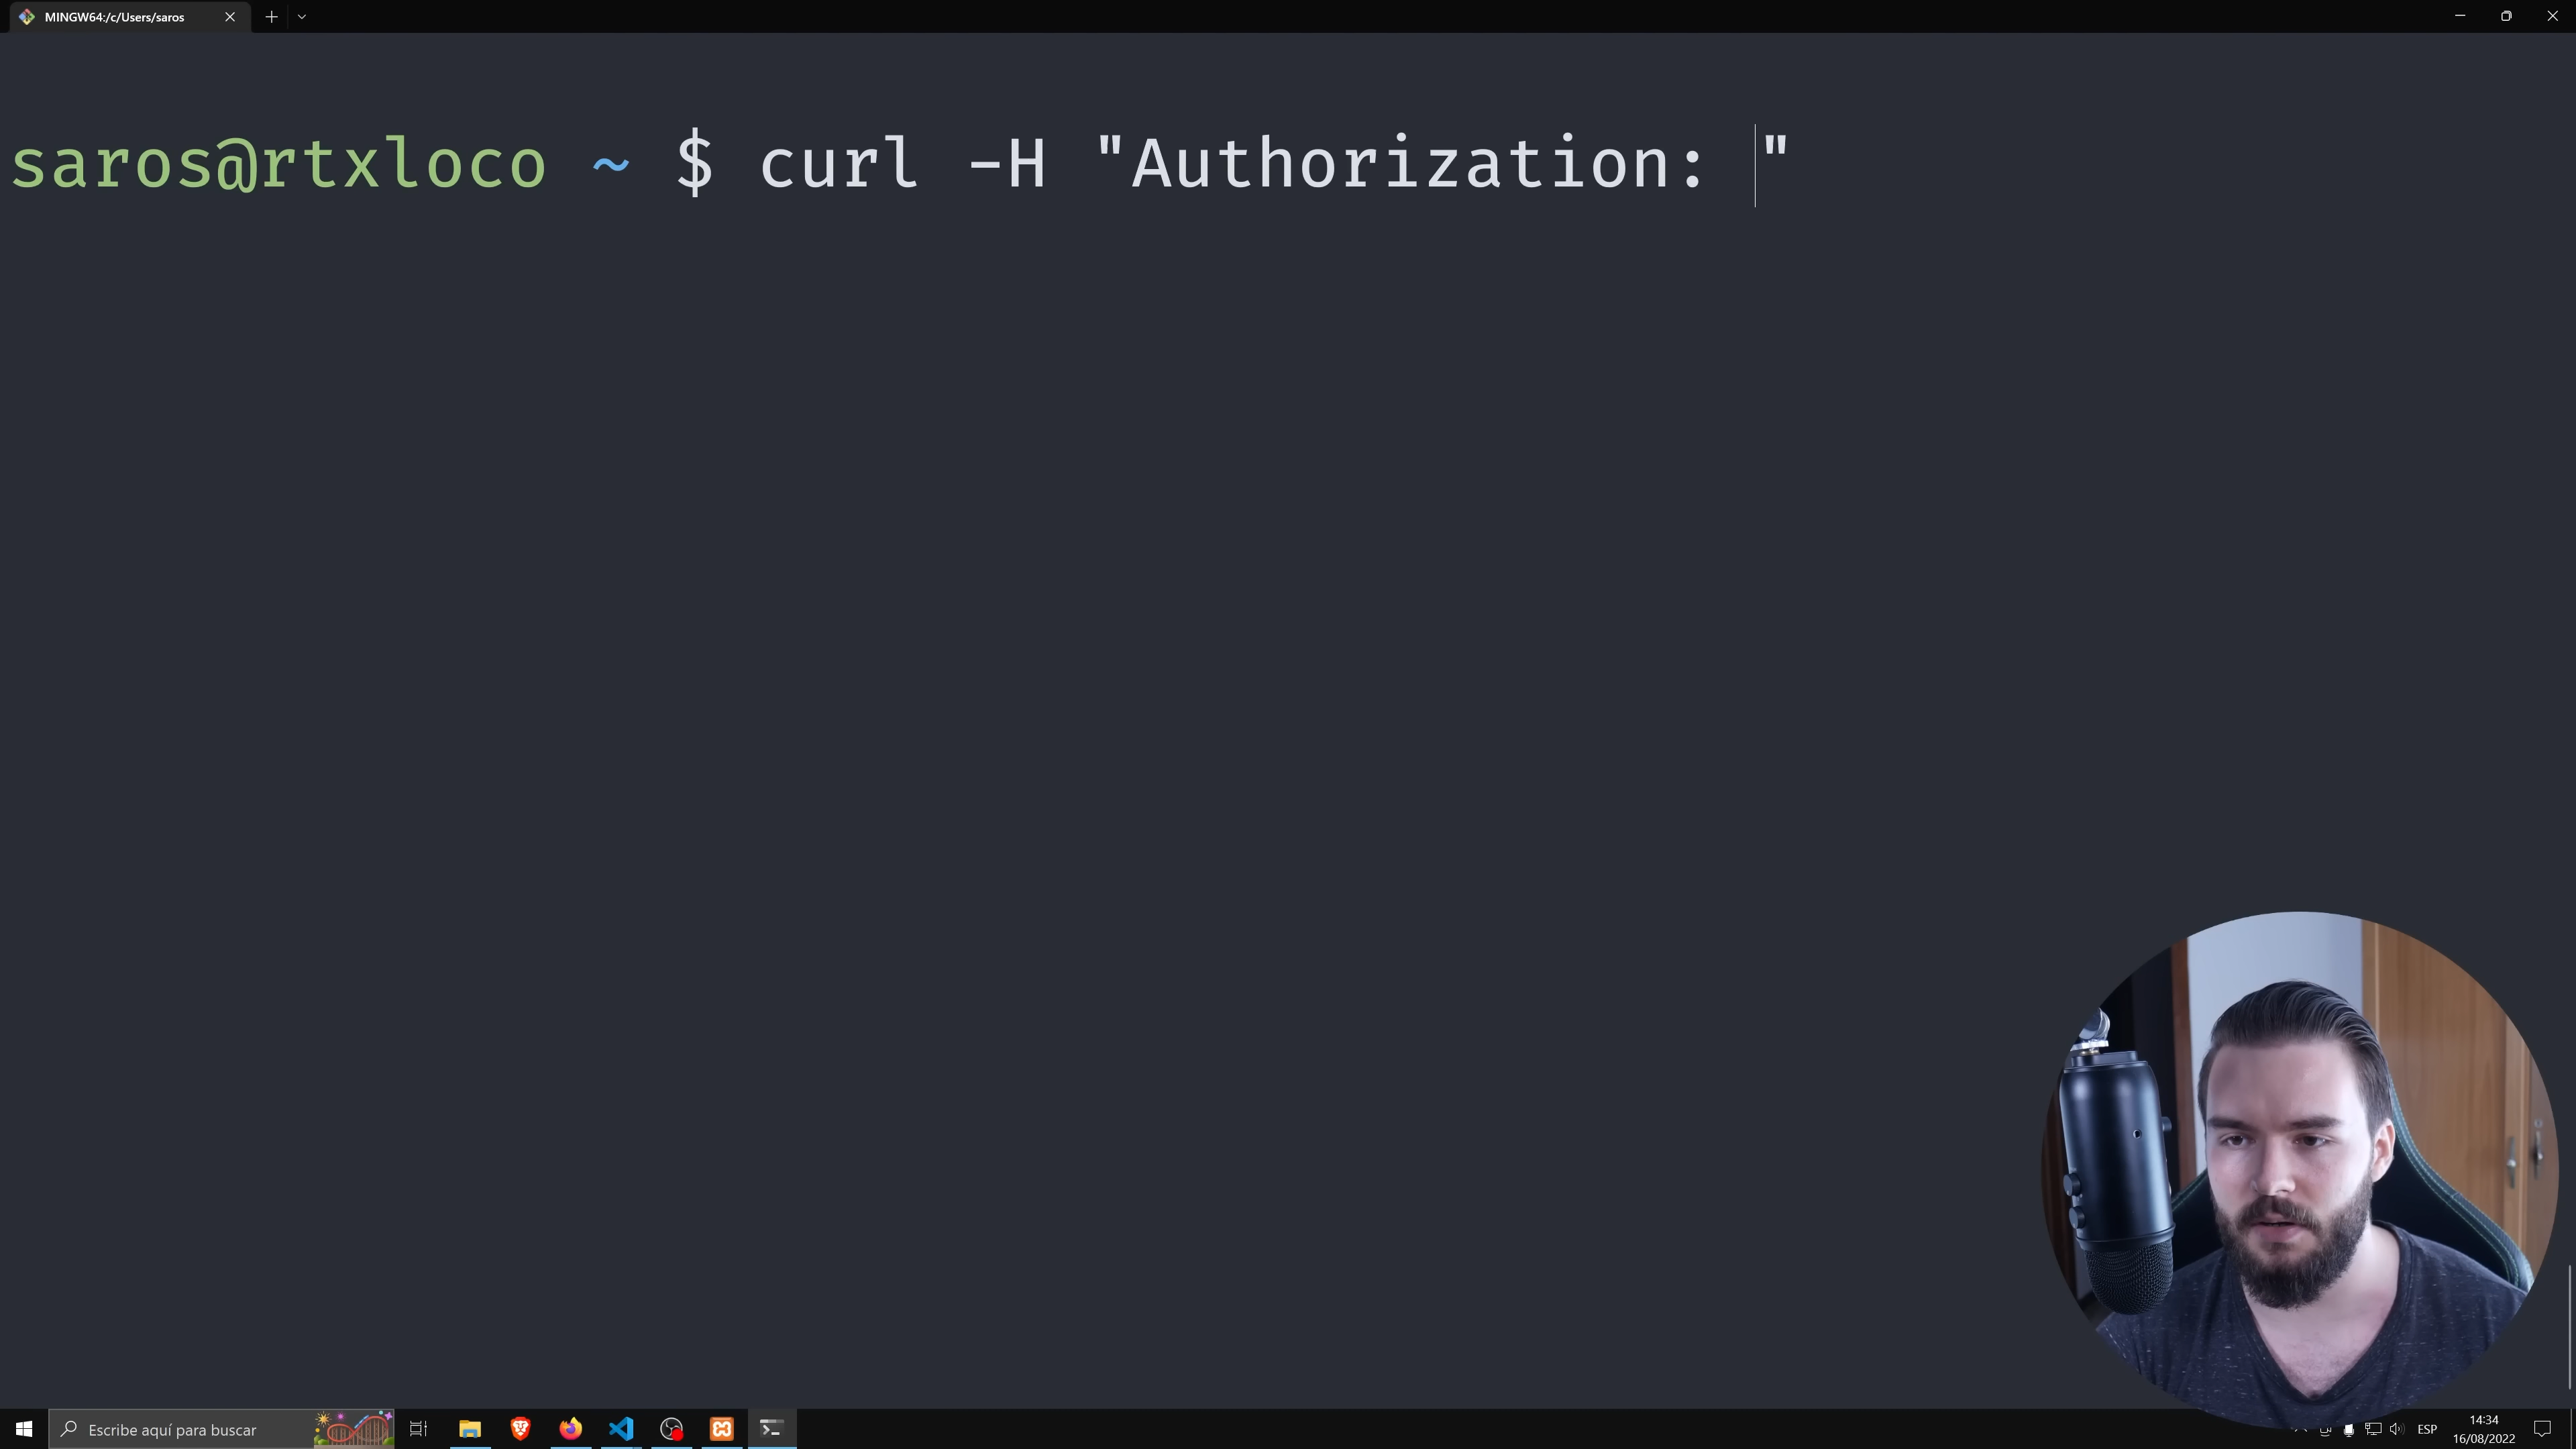 MINGW64:/c/Users/saros
saros@rtxloco ~ $ curl -H "Authorization: "
Escribe aquí para buscar
ESP
14:34
16/08/2022